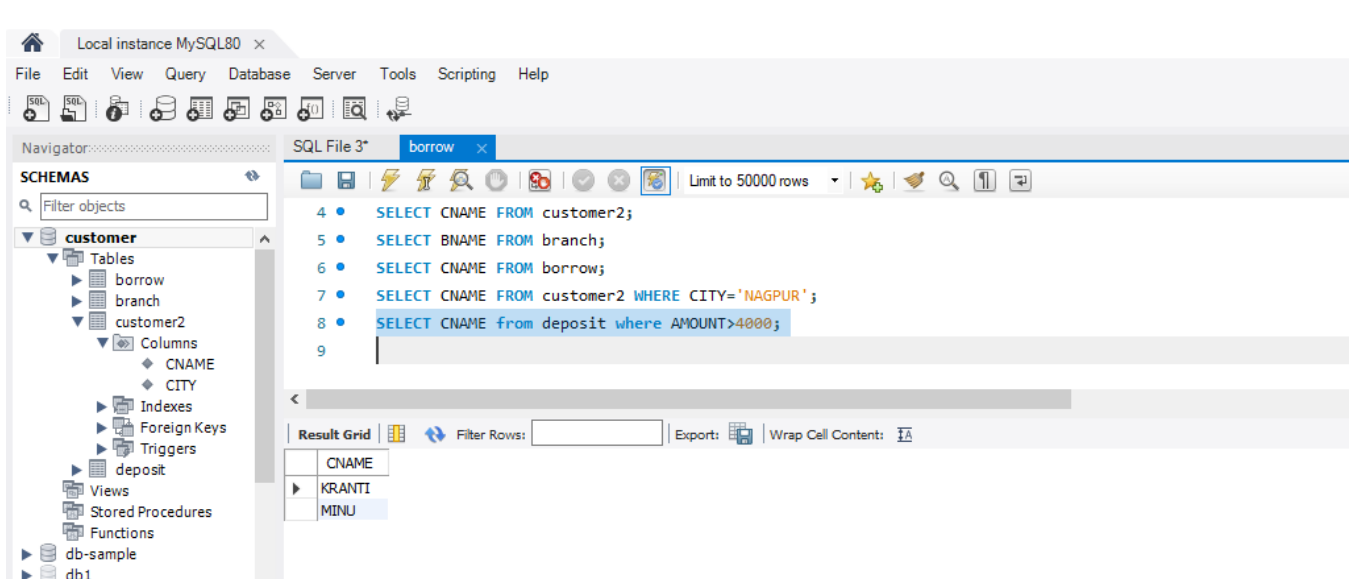 Local instance MySQL80 ×
File Edit View Query Database Server Tools Scripting Help
Navigator
SCHEMAS
Filter objects
customer
Tables
borrow
branch
customer2
Columns
CNAME
CITY
Indexes
Foreign Keys
Triggers
deposit
Views
Stored Procedures
Functions
db-sample
db1
SQL File 3* borrow ×
Limit to 50000 rows
4 SELECT CNAME FROM customer2;
5 SELECT BNAME FROM branch;
6 SELECT CNAME FROM borrow;
7 SELECT CNAME FROM customer2 WHERE CITY='NAGPUR';
8 SELECT CNAME from deposit where AMOUNT>4000;
9
Result Grid Filter Rows: Export: Wrap Cell Content:
CNAME
KRANTI
MINU